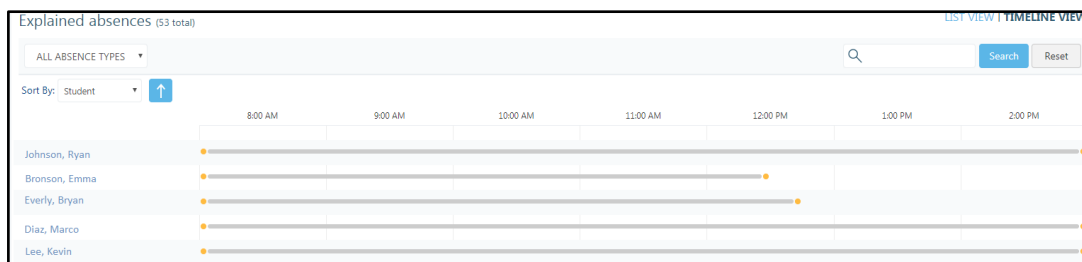 Explained absences (53 total)
LIST VIEW | TIMELINE VIEW
ALL ABSENCE TYPES
Search
Reset
Sort By: Student
8:00 AM 9:00 AM 10:00 AM 11:00 AM 12:00 PM 1:00 PM 2:00 PM
Johnson, Ryan
Bronson, Emma
Everly, Bryan
Diaz, Marco
Lee, Kevin